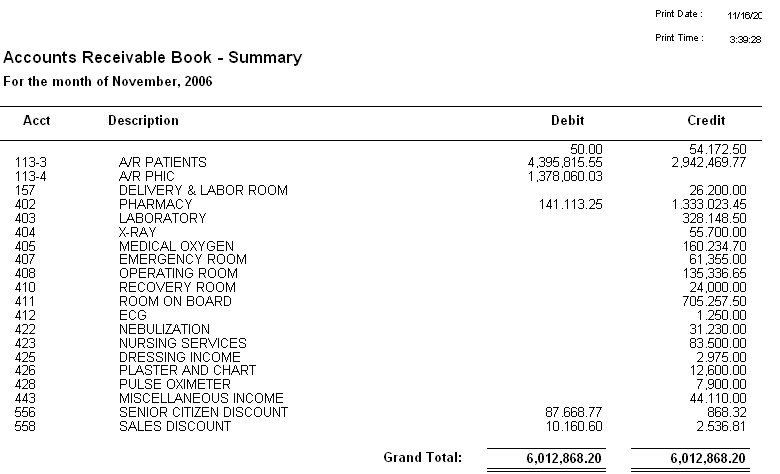 Print Date : 11/16/20
Print Time : 3:39:28
Accounts Receivable Book - Summary
For the month of November, 2006
Acct Description Debit Credit
50.00 54.172.50
113-3 A/R PATIENTS 4,395,815.55 2,942,469.77
113-4 A/R PHIC 1,378,060.03
157 DELIVERY & LABOR ROOM 26.200.00
402 PHARMACY 141.113.25 1.333.023.45
403 LABORATORY 328.148.50
404 X-RAY 55.700.00
405 MEDICAL OXYGEN 160.234.70
407 EMERGENCY ROOM 61,355.00
408 OPERATING ROOM 135,336.65
410 RECOVERY ROOM 24,000.00
411 ROOM ON BOARD 705.257.50
412 ECG 1.250.00
422 NEBULIZATION 31.230.00
423 NURSING SERVICES 83.500.00
425 DRESSING INCOME 2.975.00
426 PLASTER AND CHART 12,600.00
428 PULSE OXIMETER 7,900.00
443 MISCELLANEOUS INCOME 44.110.00
556 SENIOR CITIZEN DISCOUNT 87.668.77 868.32
558 SALES DISCOUNT 10.160.60 2.536.81
Grand Total: 6,012,868.20 6,012,868.20